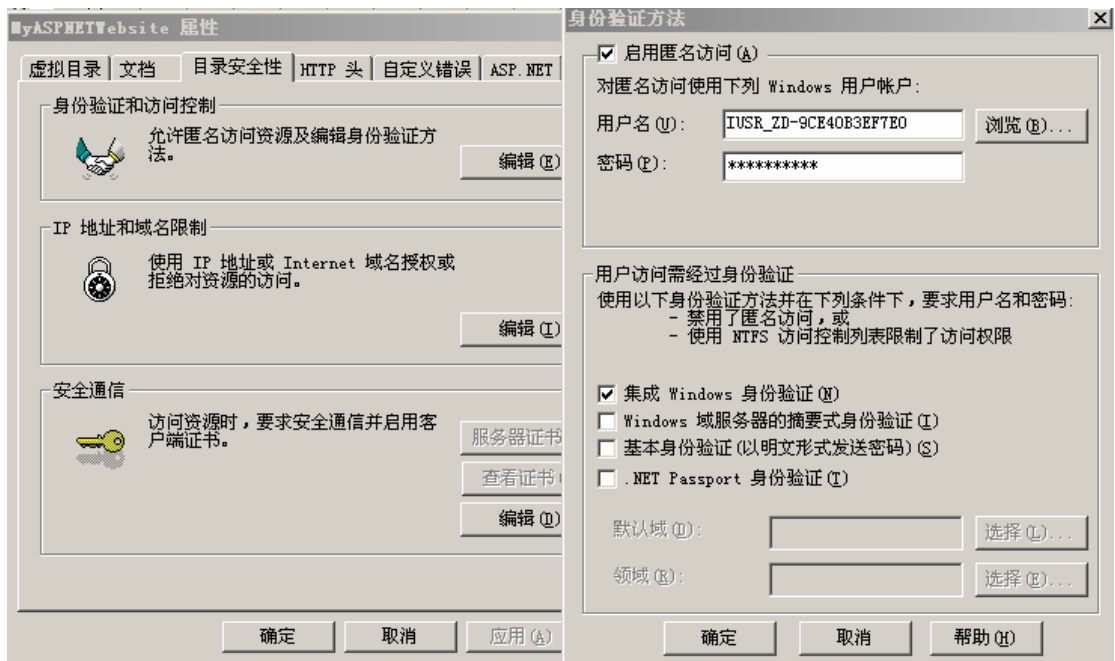 MyASPNETWebsite 属性
虚拟目录
文档
目录安全性
HTTP 头
自定义错误
ASP.NET
身份验证和访问控制
允许匿名访问资源及编辑身份验证方
法。
编辑(E)
IP 地址和域名限制
使用 IP 地址或 Internet 域名授权或
拒绝对资源的访问。
编辑(I)
安全通信
访问资源时，要求安全通信并启用客
户端证书。
服务器证书
查看证书
编辑(D)
确定
取消
应用(A)
身份验证方法
启用匿名访问(A)
对匿名访问使用下列 Windows 用户帐户:
用户名(U):
IUSR_ZD-9CE40B3EF7E0
浏览(B)...
密码(P):
**********
用户访问需经过身份验证
使用以下身份验证方法并在下列条件下，要求用户名和密码:
- 禁用了匿名访问，或
- 使用 NTFS 访问控制列表限制了访问权限
集成 Windows 身份验证(N)
Windows 域服务器的摘要式身份验证(I)
基本身份验证(以明文形式发送密码)(S)
.NET Passport 身份验证(T)
默认域(D):
选择(L)...
领域(R):
选择(E)...
确定
取消
帮助(H)